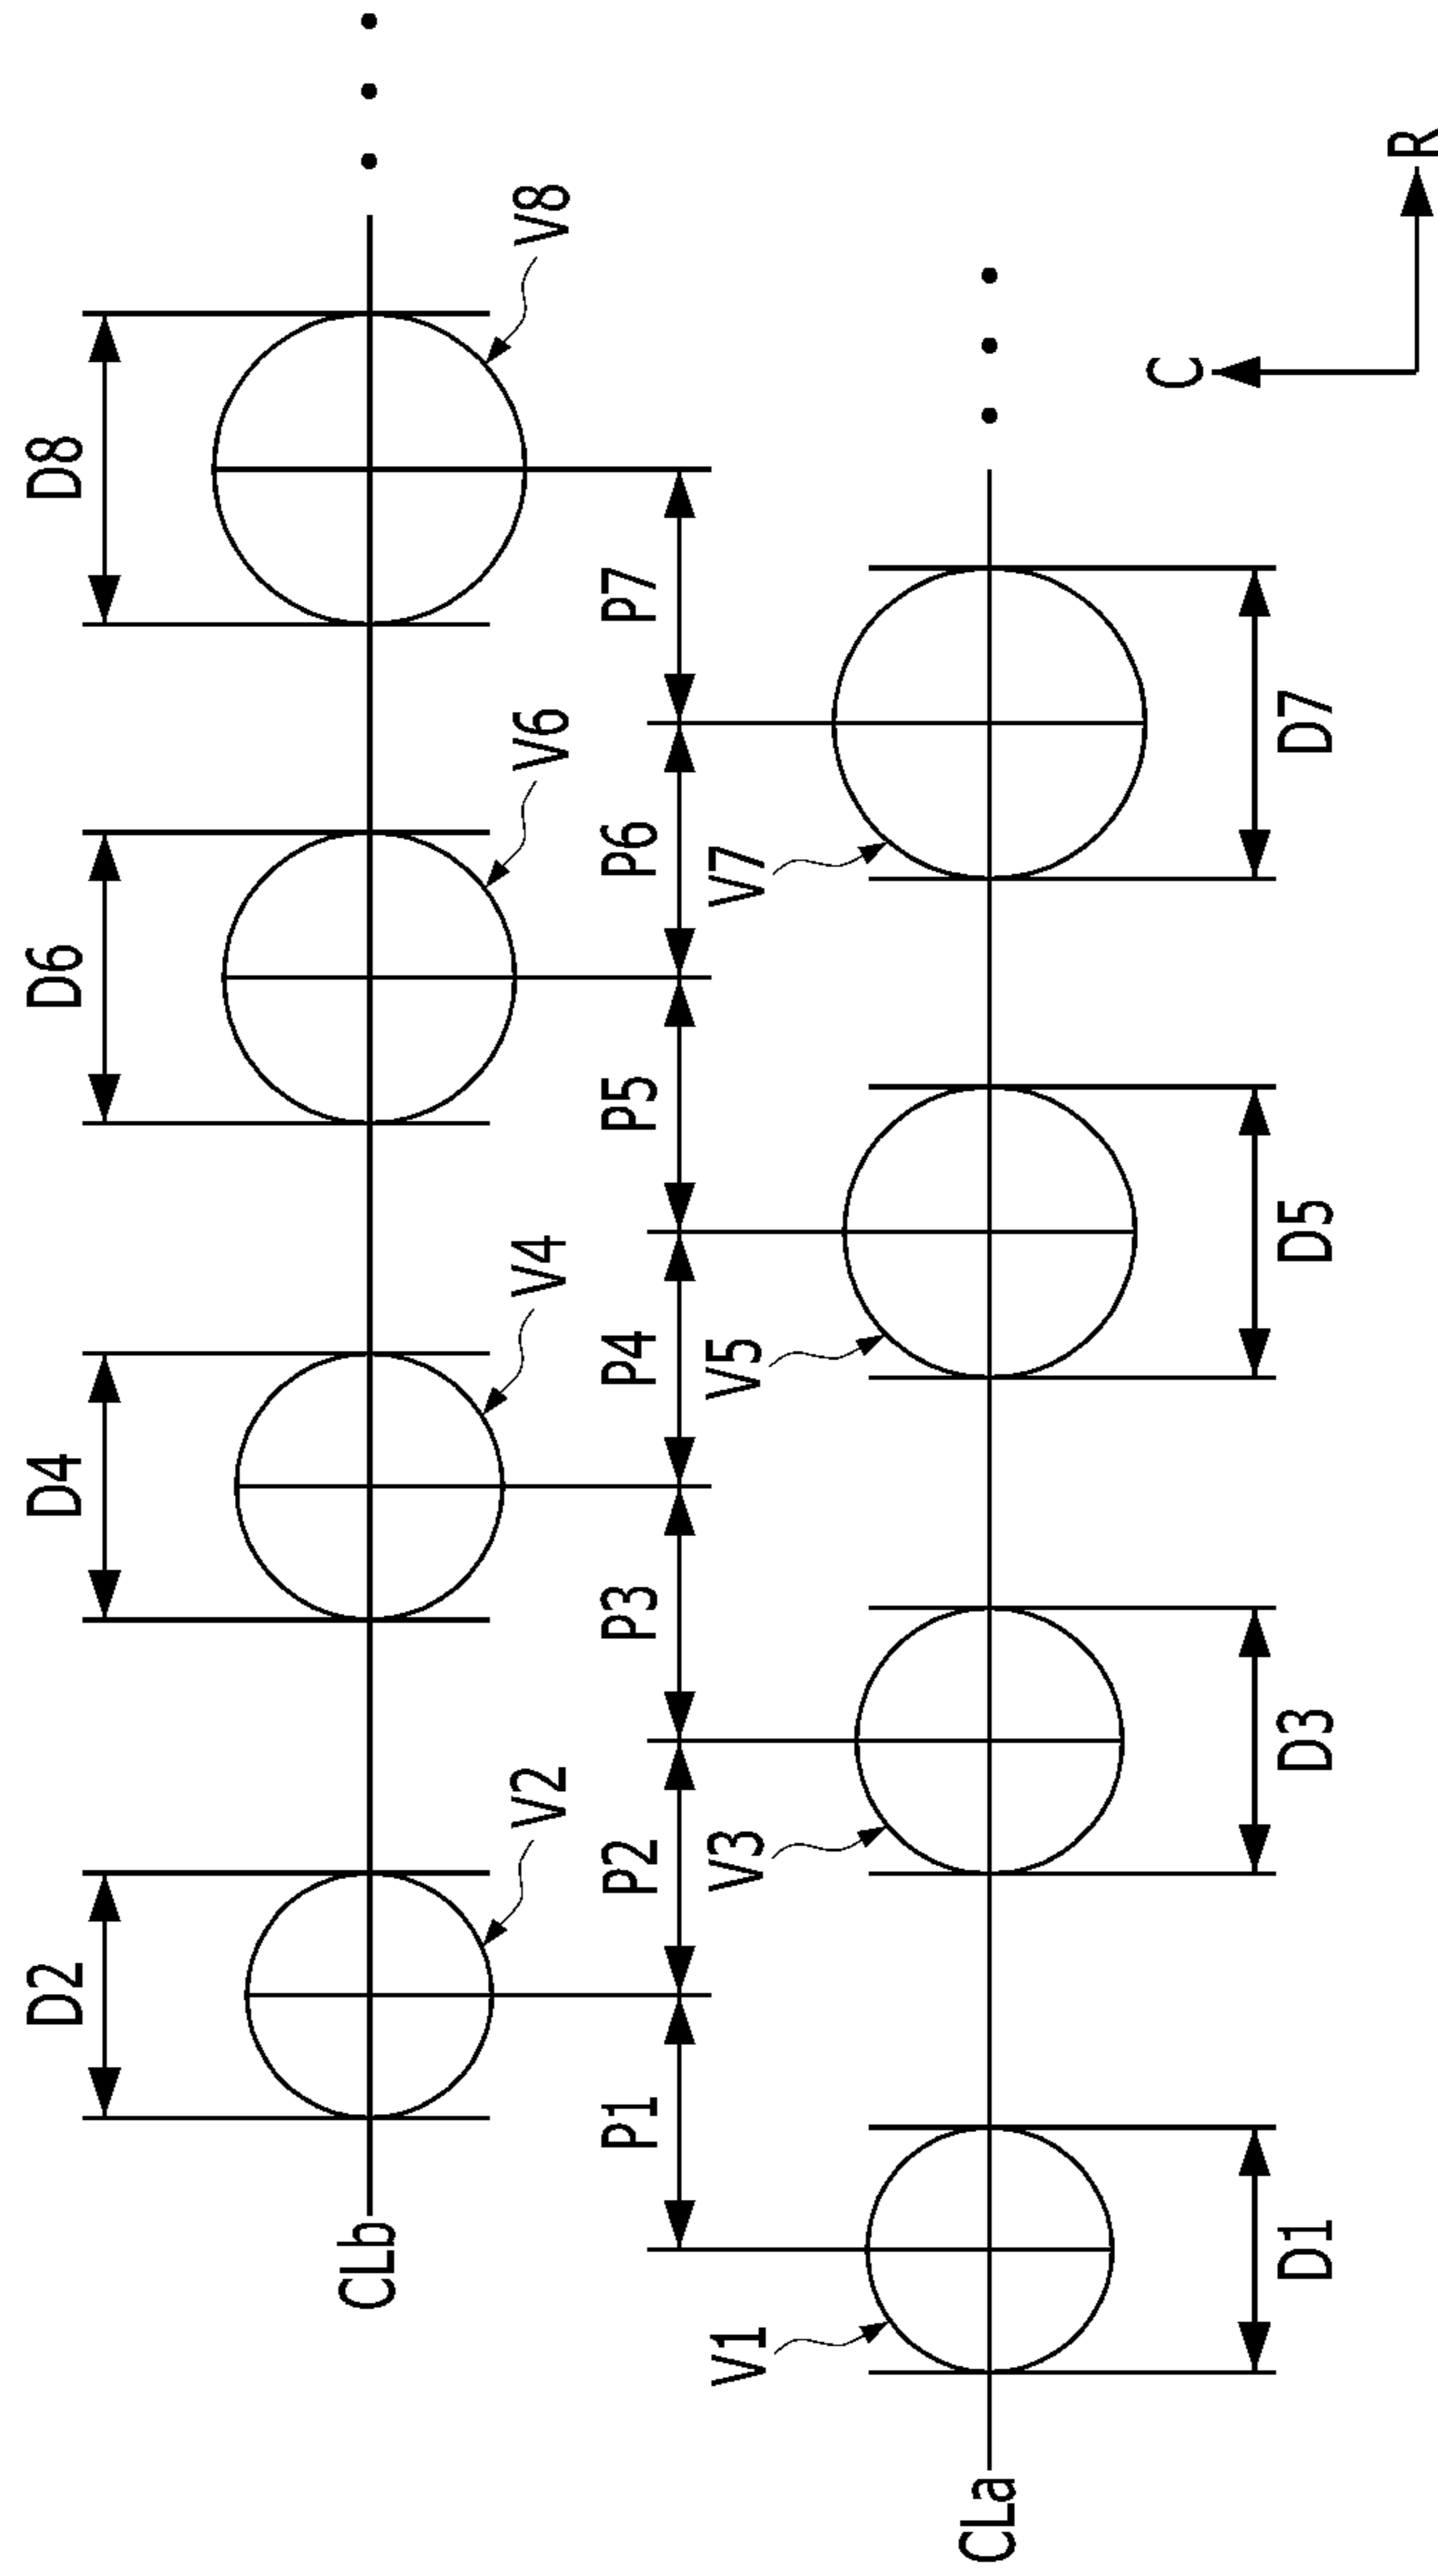 D2 D4 D6 D8
CLb
V2 V4 V6 V8
P1 P2 P3 P4 P5 P6 P7
V1 V3 V5 V7
CLa
D1 D3 D5 D7
C
R